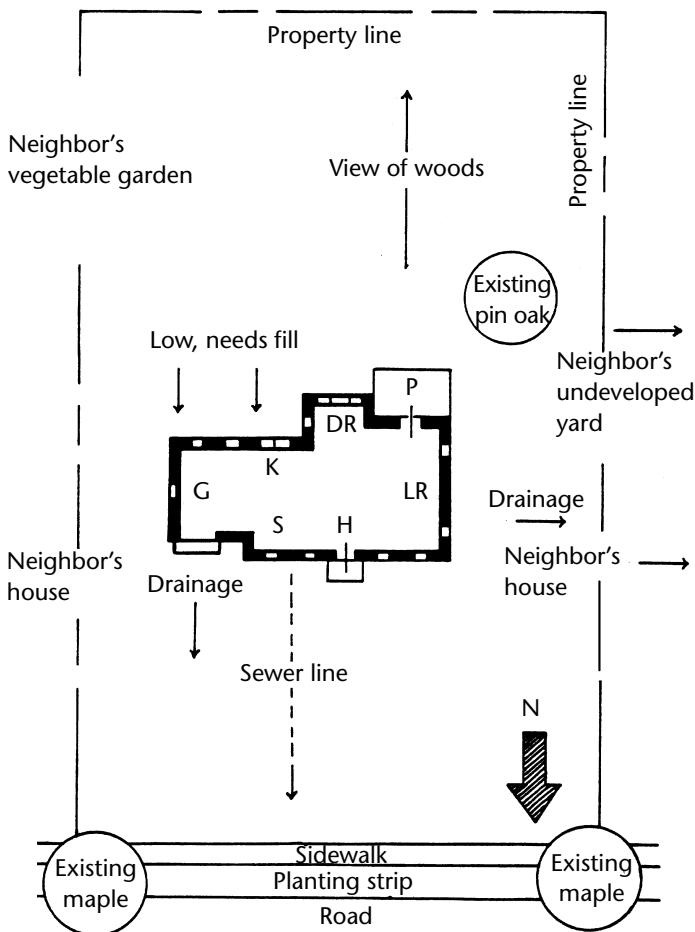 Property line
Property line
Neighbor's
vegetable garden
View of woods
Existing
pin oak
Low, needs fill
Neighbor's
undeveloped
yard
P
DR
K
G
LR
S
H
Drainage
Neighbor's
house
Neighbor's
house
Drainage
Sewer line
N
Existing
maple
Sidewalk
Planting strip
Road
Existing
maple